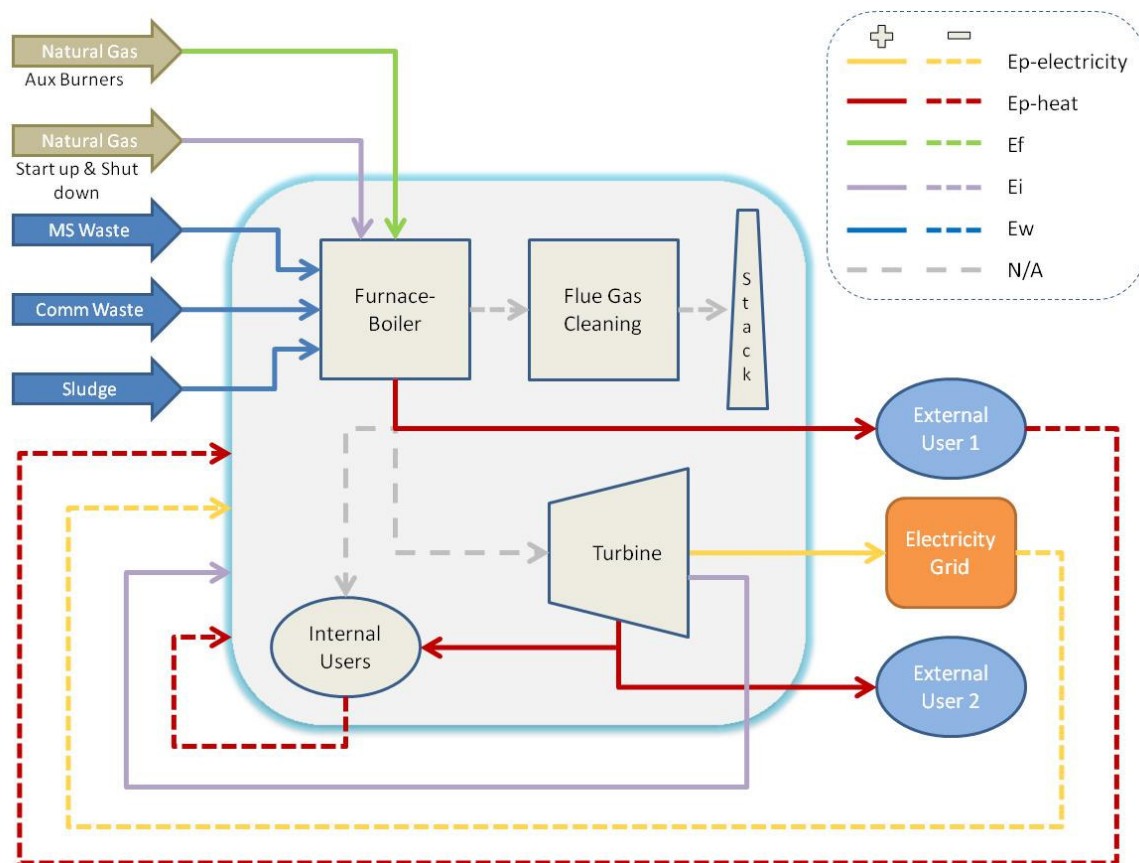 Natural Gas
Aux Burners
Natural Gas
Start up & Shut
down
MS Waste
Comm Waste
Sludge
Furnace-
Boiler
Flue Gas
Cleaning
S
t
a
c
k
Ep-electricity
Ep-heat
Ef
Ei
Ew
N/A
External
User 1
Turbine
Electricity
Grid
Internal
Users
External
User 2